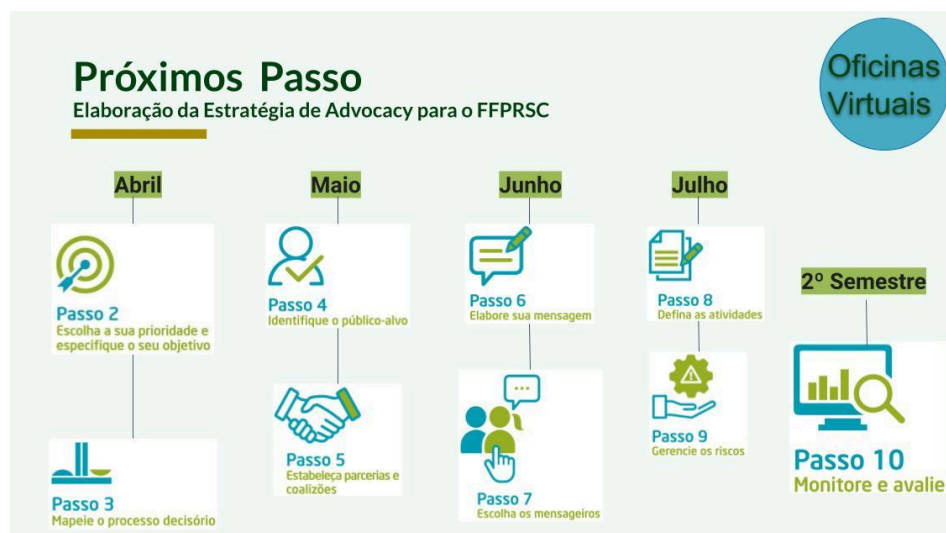 Próximos Passo
Elaboração da Estratégia de Advocacy para o FFPRSC
Oficinas
Virtuais
Abril
Passo 2
Escolha a sua prioridade e
especifique o seu objetivo
Passo 3
Mapeie o processo decisório
Maio
Passo 4
Identifique o público-alvo
Passo 5
Estabeleça parcerias e
coalizões
Junho
Passo 6
Elabore sua mensagem
Passo 7
Escolha os mensageiros
Julho
Passo 8
Defina as atividades
Passo 9
Gerencie os riscos
2º Semestre
Passo 10
Monitore e avalie